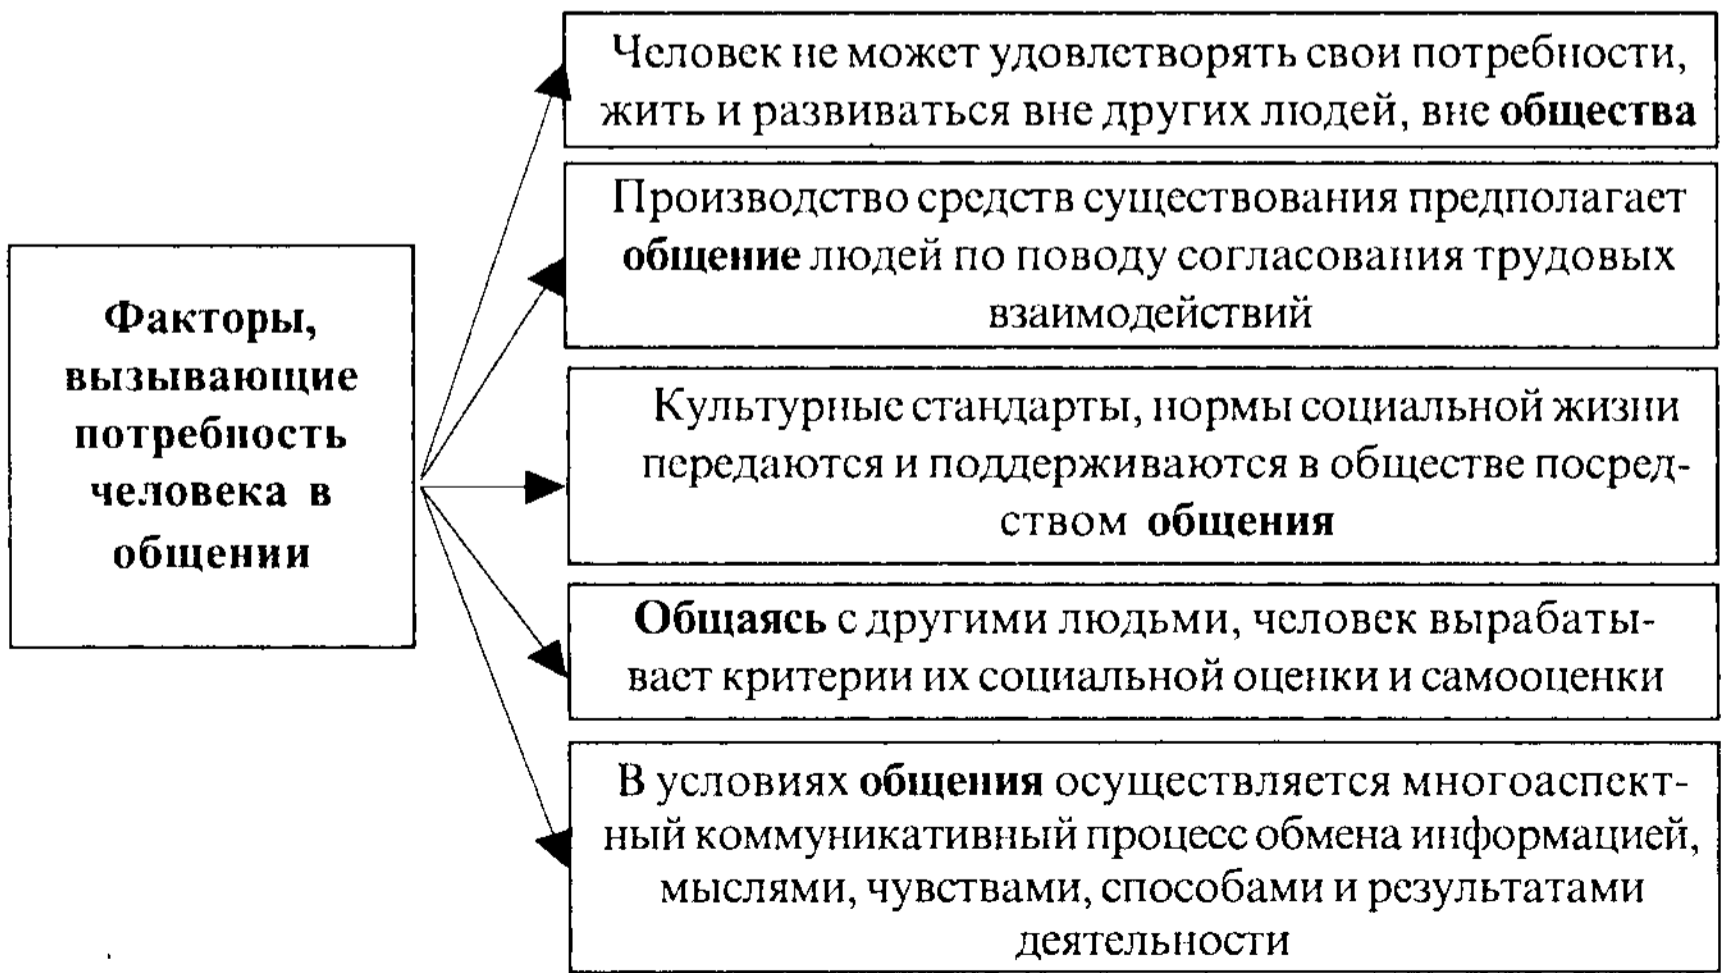 Факторы,
вызывающие
потребность
человека в
общении
Человек не может удовлетворять свои потребности,
жить и развиваться вне других людей, вне общества
Производство средств существования предполагает
общение людей по поводу согласования трудовых
взаимодействий
Культурные стандарты, нормы социальной жизни
передаются и поддерживаются в обществе посред-
ством общения
Общаясь с другими людьми, человек вырабаты-
вает критерии их социальной оценки и самооценки
В условиях общения осуществляется многоаспект-
ный коммуникативный процесс обмена информацией,
мыслями, чувствами, способами и результатами
деятельности